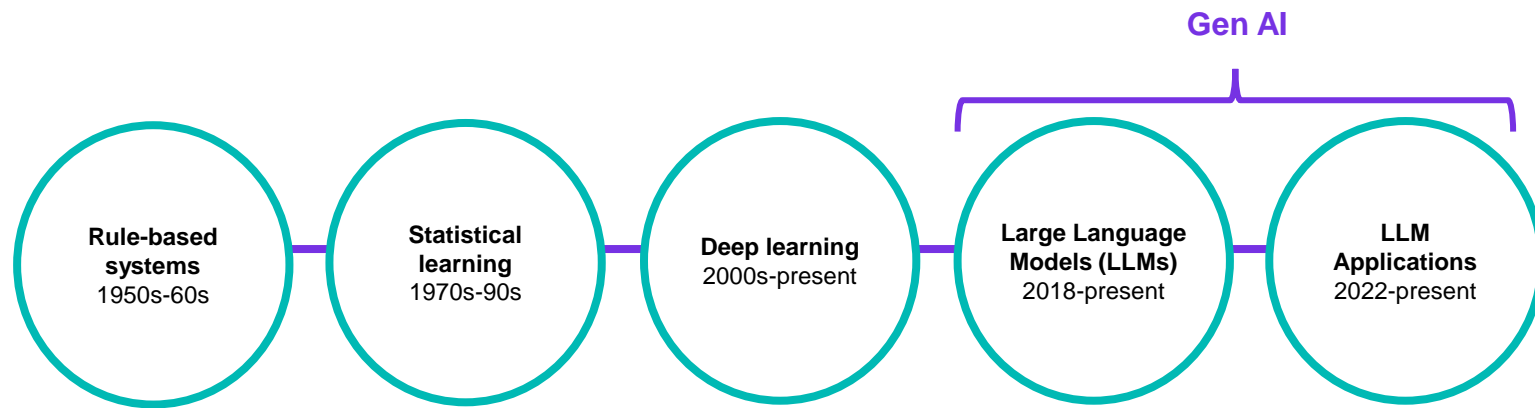 Gen AI
Rule-based
systems
1950s-60s
Statistical
learning
1970s-90s
Deep learning
2000s-present
Large Language
Models (LLMs)
2018-present
LLM
Applications
2022-present